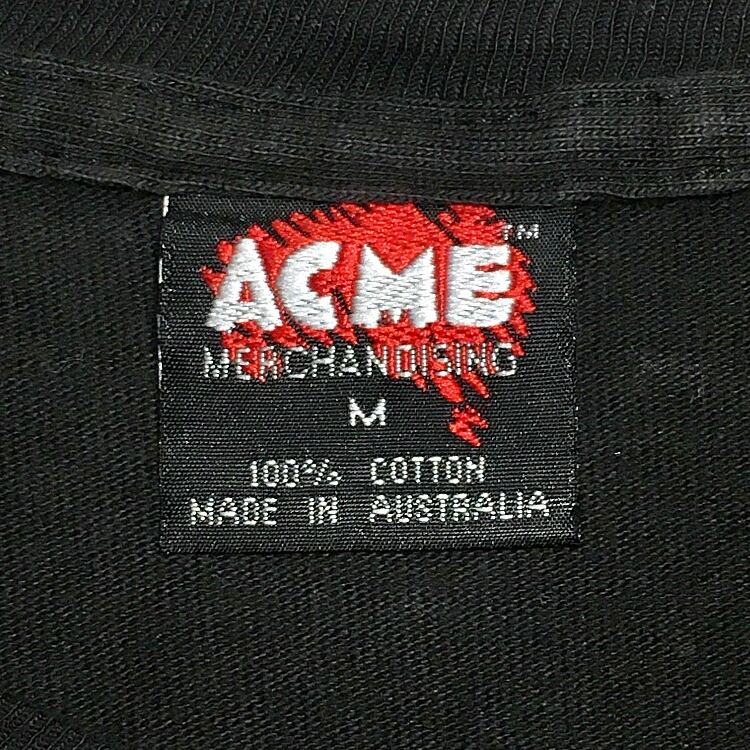 ACME™
MERCHANDISING
M
100% COTTON
MADE IN AUSTRALIA